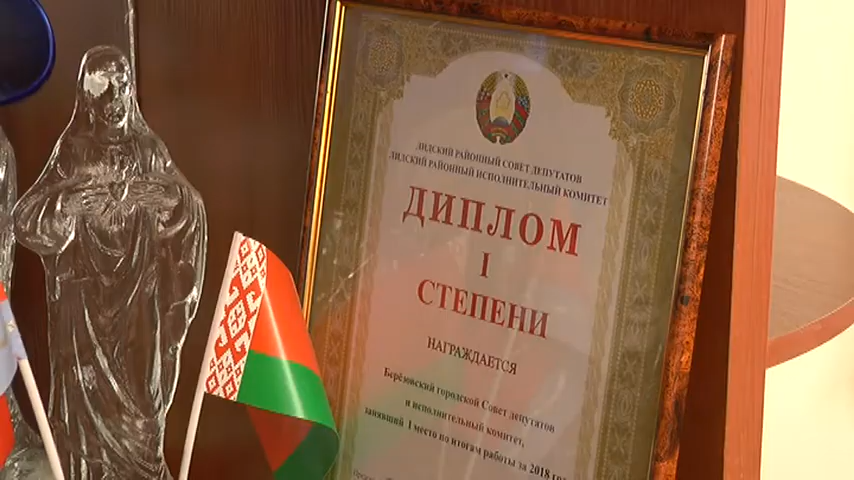 ЛИДСКИЙ РАЙОННЫЙ СОВЕТ ДЕПУТАТОВ
ЛИДСКИЙ РАЙОННЫЙ ИСПОЛНИТЕЛЬНЫЙ КОМИТЕТ
ДИПЛОМ
I
СТЕПЕНИ
НАГРАЖДАЕТСЯ
Берёзовский городской Совет депутатов
и исполнительный комитет,
занявший I место по итогам работы за 2018